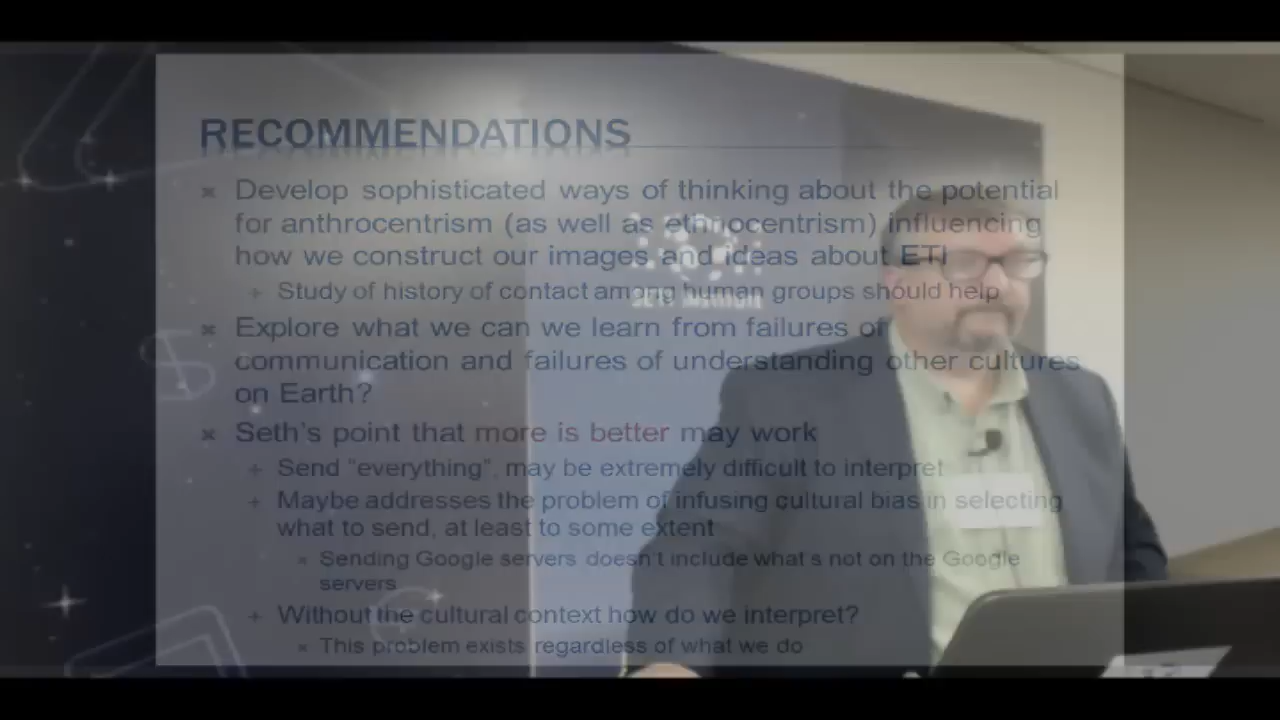 RECOMMENDATIONS
Develop sophisticated ways of thinking about the potential
for anthrocentrism (as well as ethnocentrism) influencing
how we construct our images and ideas about ETI
Study of history of contact among human groups should help
Explore what we can we learn from failures of
communication and failures of understanding other cultures
on Earth?
Seth's point that more is better may work
Send "everything", may be extremely difficult to interpret
Maybe addresses the problem of infusing cultural bias in selecting
what to send, at least to some extent
Sending Google servers doesn't include what's not on the Google
servers
Without the cultural context how do we interpret?
This problem exists regardless of what we do
SETI Institute